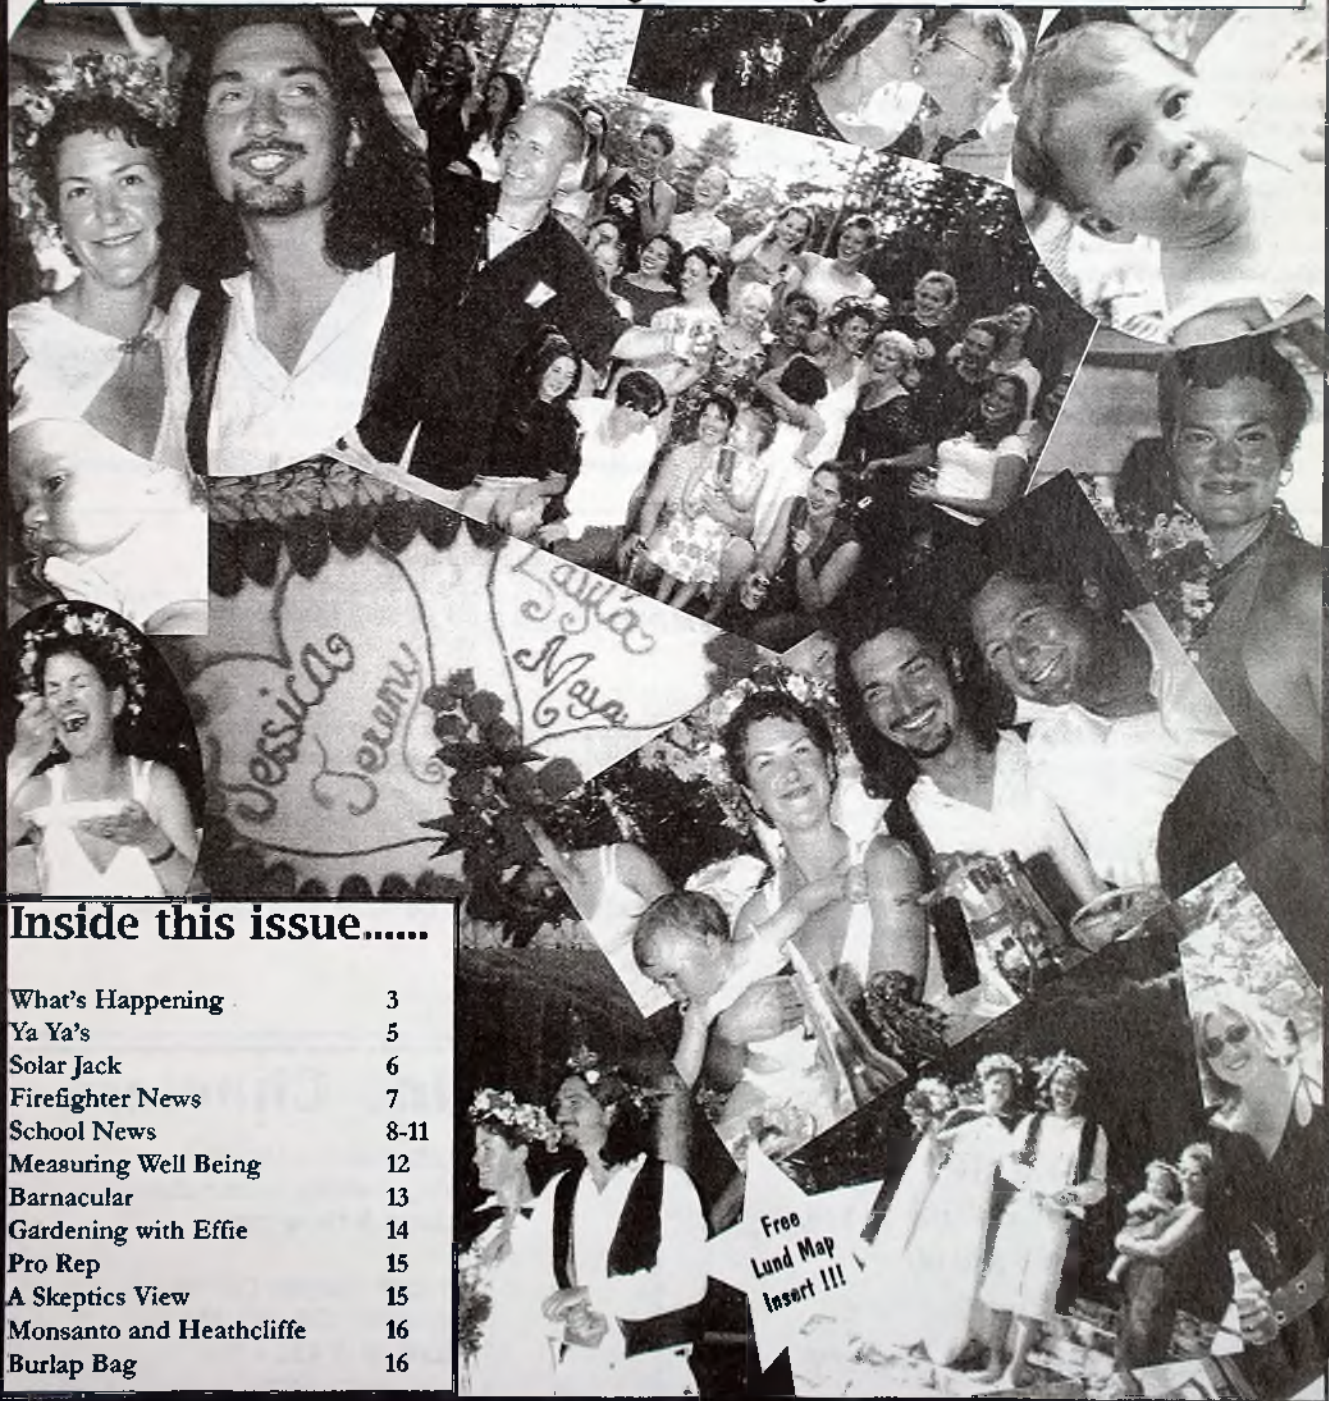 Jessica
Jeremy
Layla
Maya
Inside this issue......
What's Happening 3
Ya Ya's 5
Solar Jack 6
Firefighter News 7
School News 8-11
Measuring Well Being 12
Barnacular 13
Gardening with Effie 14
Pro Rep 15
A Skeptics View 15
Monsanto and Heathcliffe 16
Burlap Bag 16
Free
Lund Map
Insert !!!